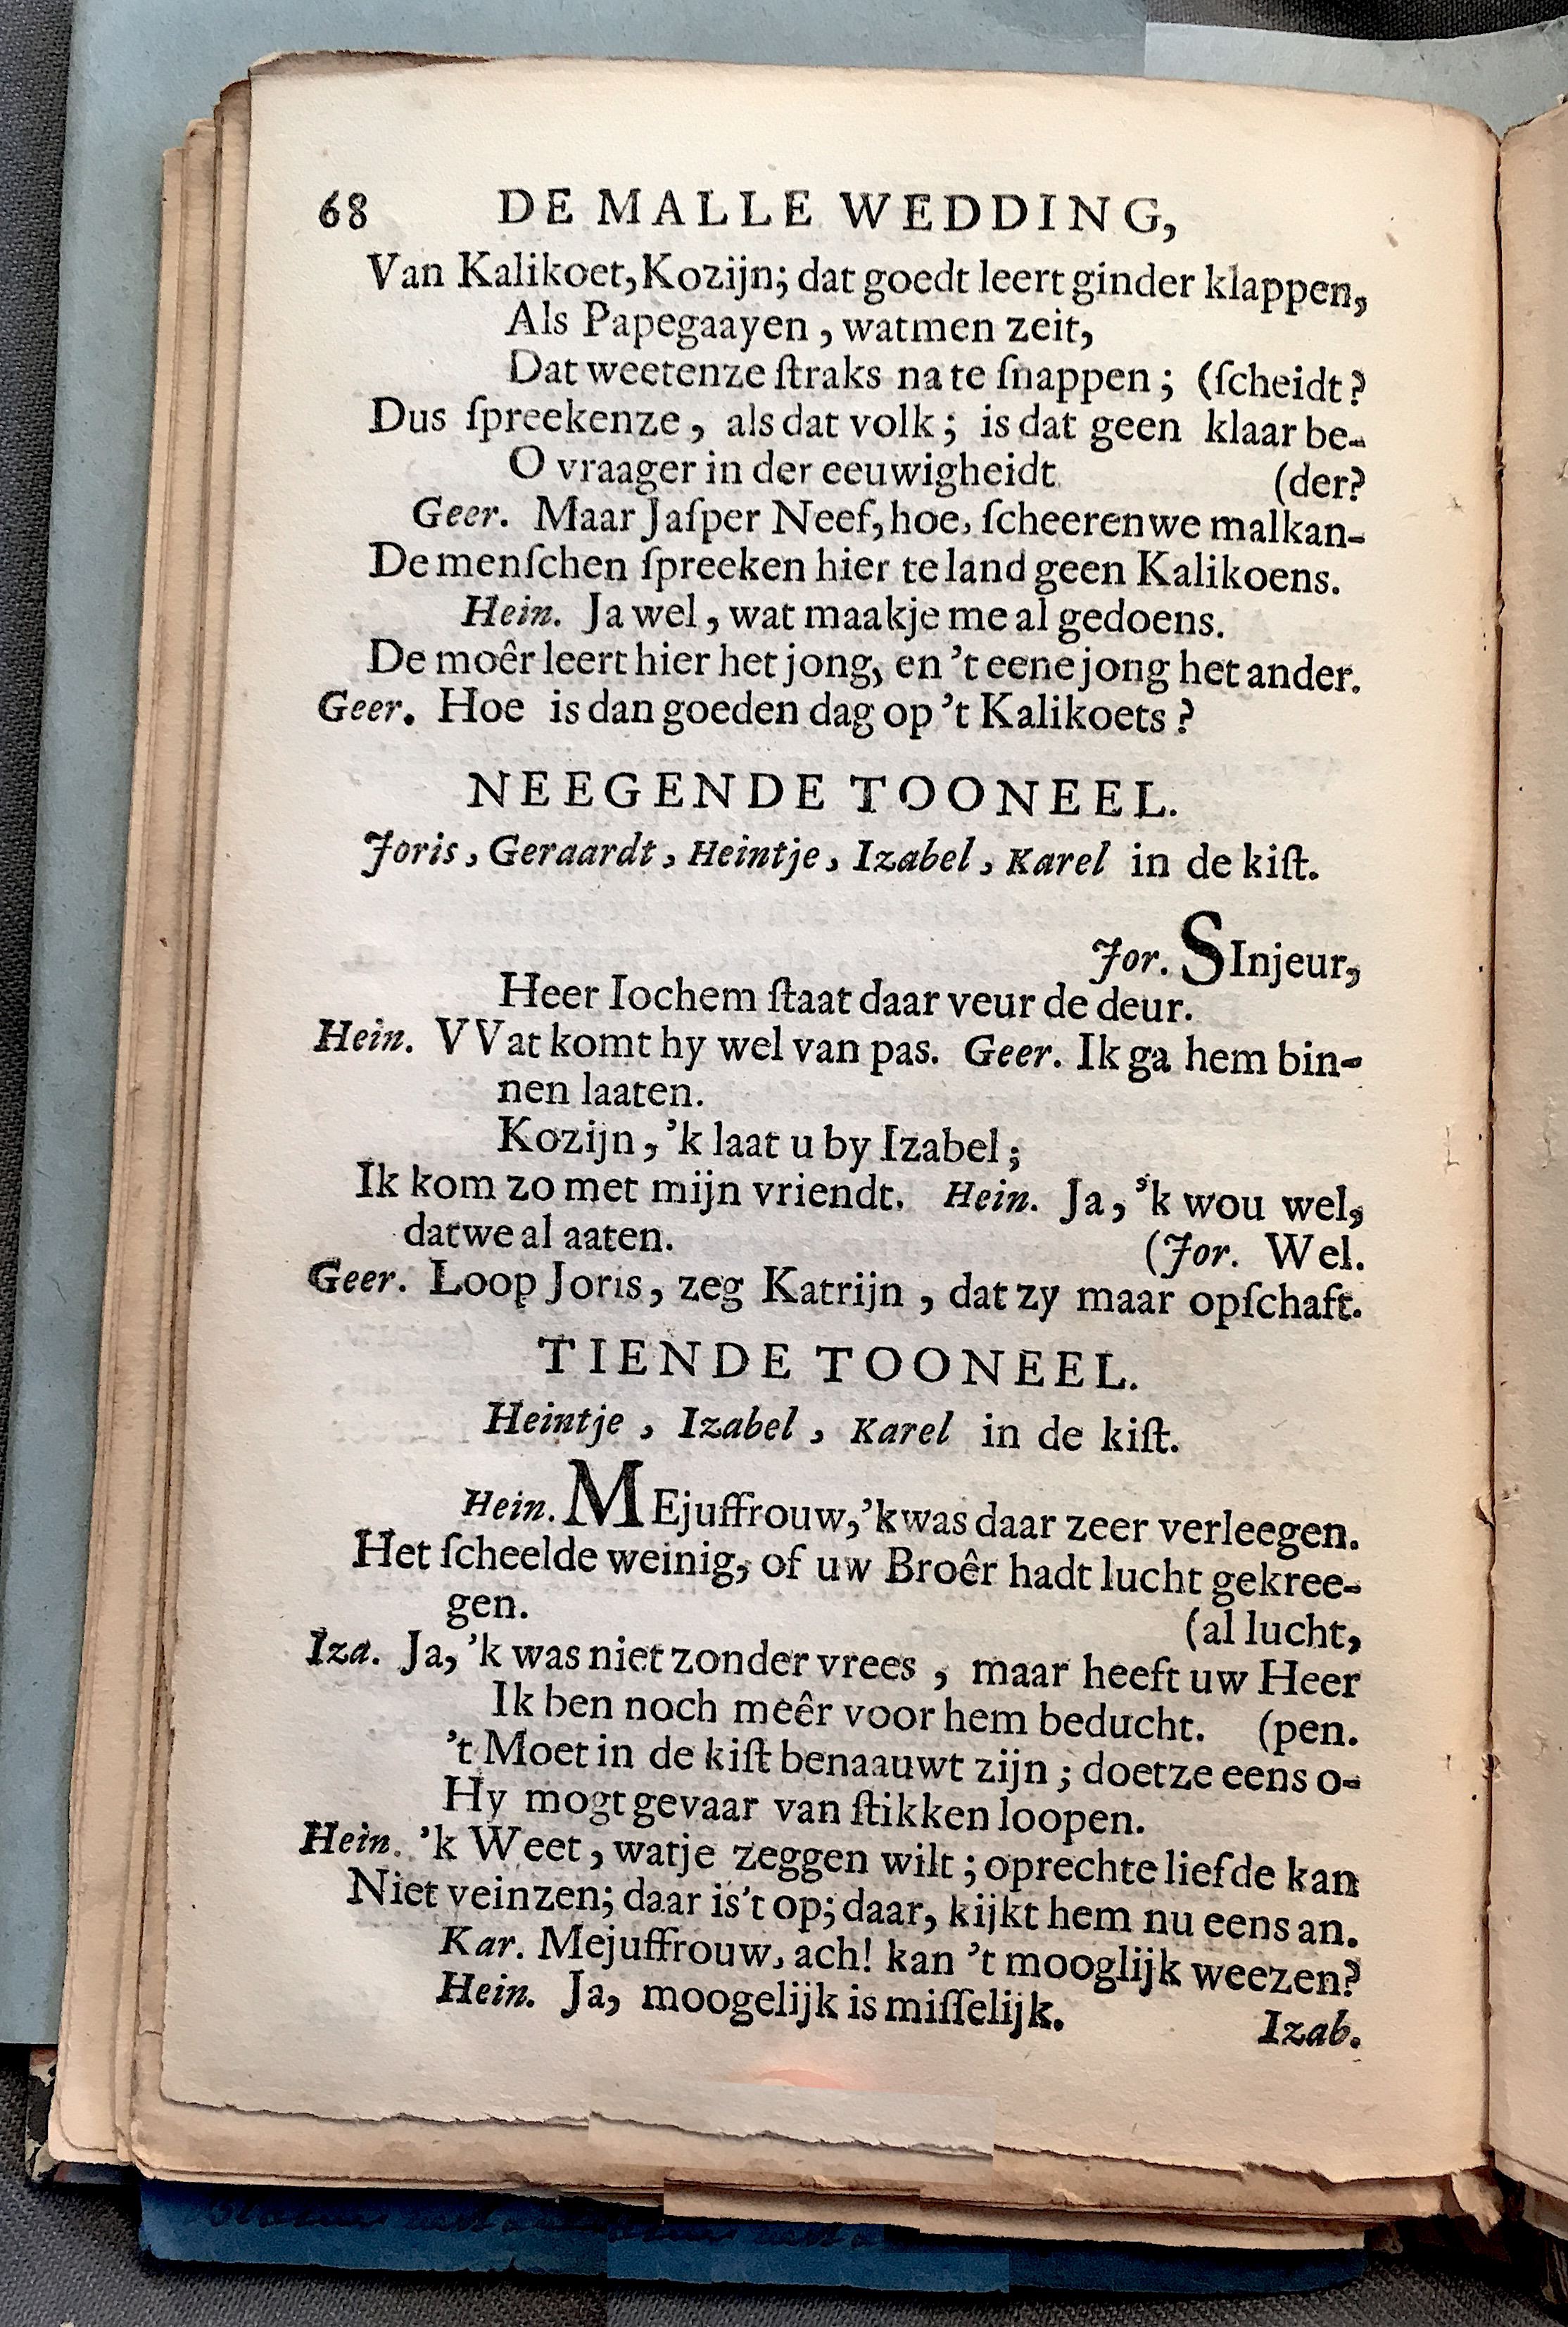 68 DE MALLE WEDDING,
Van Kalikoet, Kozijn; dat goedt leert ginder klappen,
Als Papegaayen, watmen zeit,
Dat weetenze ſtraks na te ſnappen; (ſcheidt?
Dus ſpreekenze, als dat volk; is dat geen klaar be-
O vraager in der eeuwigheidt (der?
Geer. Maar Jaſper Neef, hoe, ſcheeren we malkan-
De menſchen ſpreeken hier te land geen Kalikoens.
Hein. Ja wel, wat maakje me al gedoens.
De moêr leert hier het jong, en 't eene jong het ander.
Geer. Hoe is dan goeden dag op 't Kalikoets?
NEEGENDE TOONEEL.
Joris, Geraardt, Heintje, Izabel, Karel in de kiſt.
Jor. SInjeur,
Heer Iochem ſtaat daar veur de deur.
Hein. VVat komt hy wel van pas. Geer. Ik ga hem bin-
nen laaten.
Kozijn, 'k laat u by Izabel;
Ik kom zo met mijn vriendt. Hein. Ja, 'k wou wel,
datwe al aaten. (Jor. Wel.
Geer. Loop Joris, zeg Katrijn, dat zy maar opſchaft.
TIENDE TOONEEL.
Heintje, Izabel, Karel in de kiſt.
Hein. MEjuffrouw, 'k was daar zeer verleegen.
Het ſcheelde weinig, of uw Broêr hadt lucht gekree-
gen. (al lucht,
Iza. Ja, 'k was niet zonder vrees, maar heeft uw Heer
Ik ben noch meêr voor hem beducht. (pen.
't Moet in de kiſt benaauwt zijn; doetze eens o-
Hy mogt gevaar van ſtikken loopen.
Hein. 'k Weet, watje zeggen wilt; oprechte liefde kan
Niet veinzen; daar is't op; daar, kijkt hem nu eens an.
Kar. Mejuffrouw, ach! kan 't mooglijk weezen?
Hein. Ja, moogelijk is miſſelijk.
Izab.